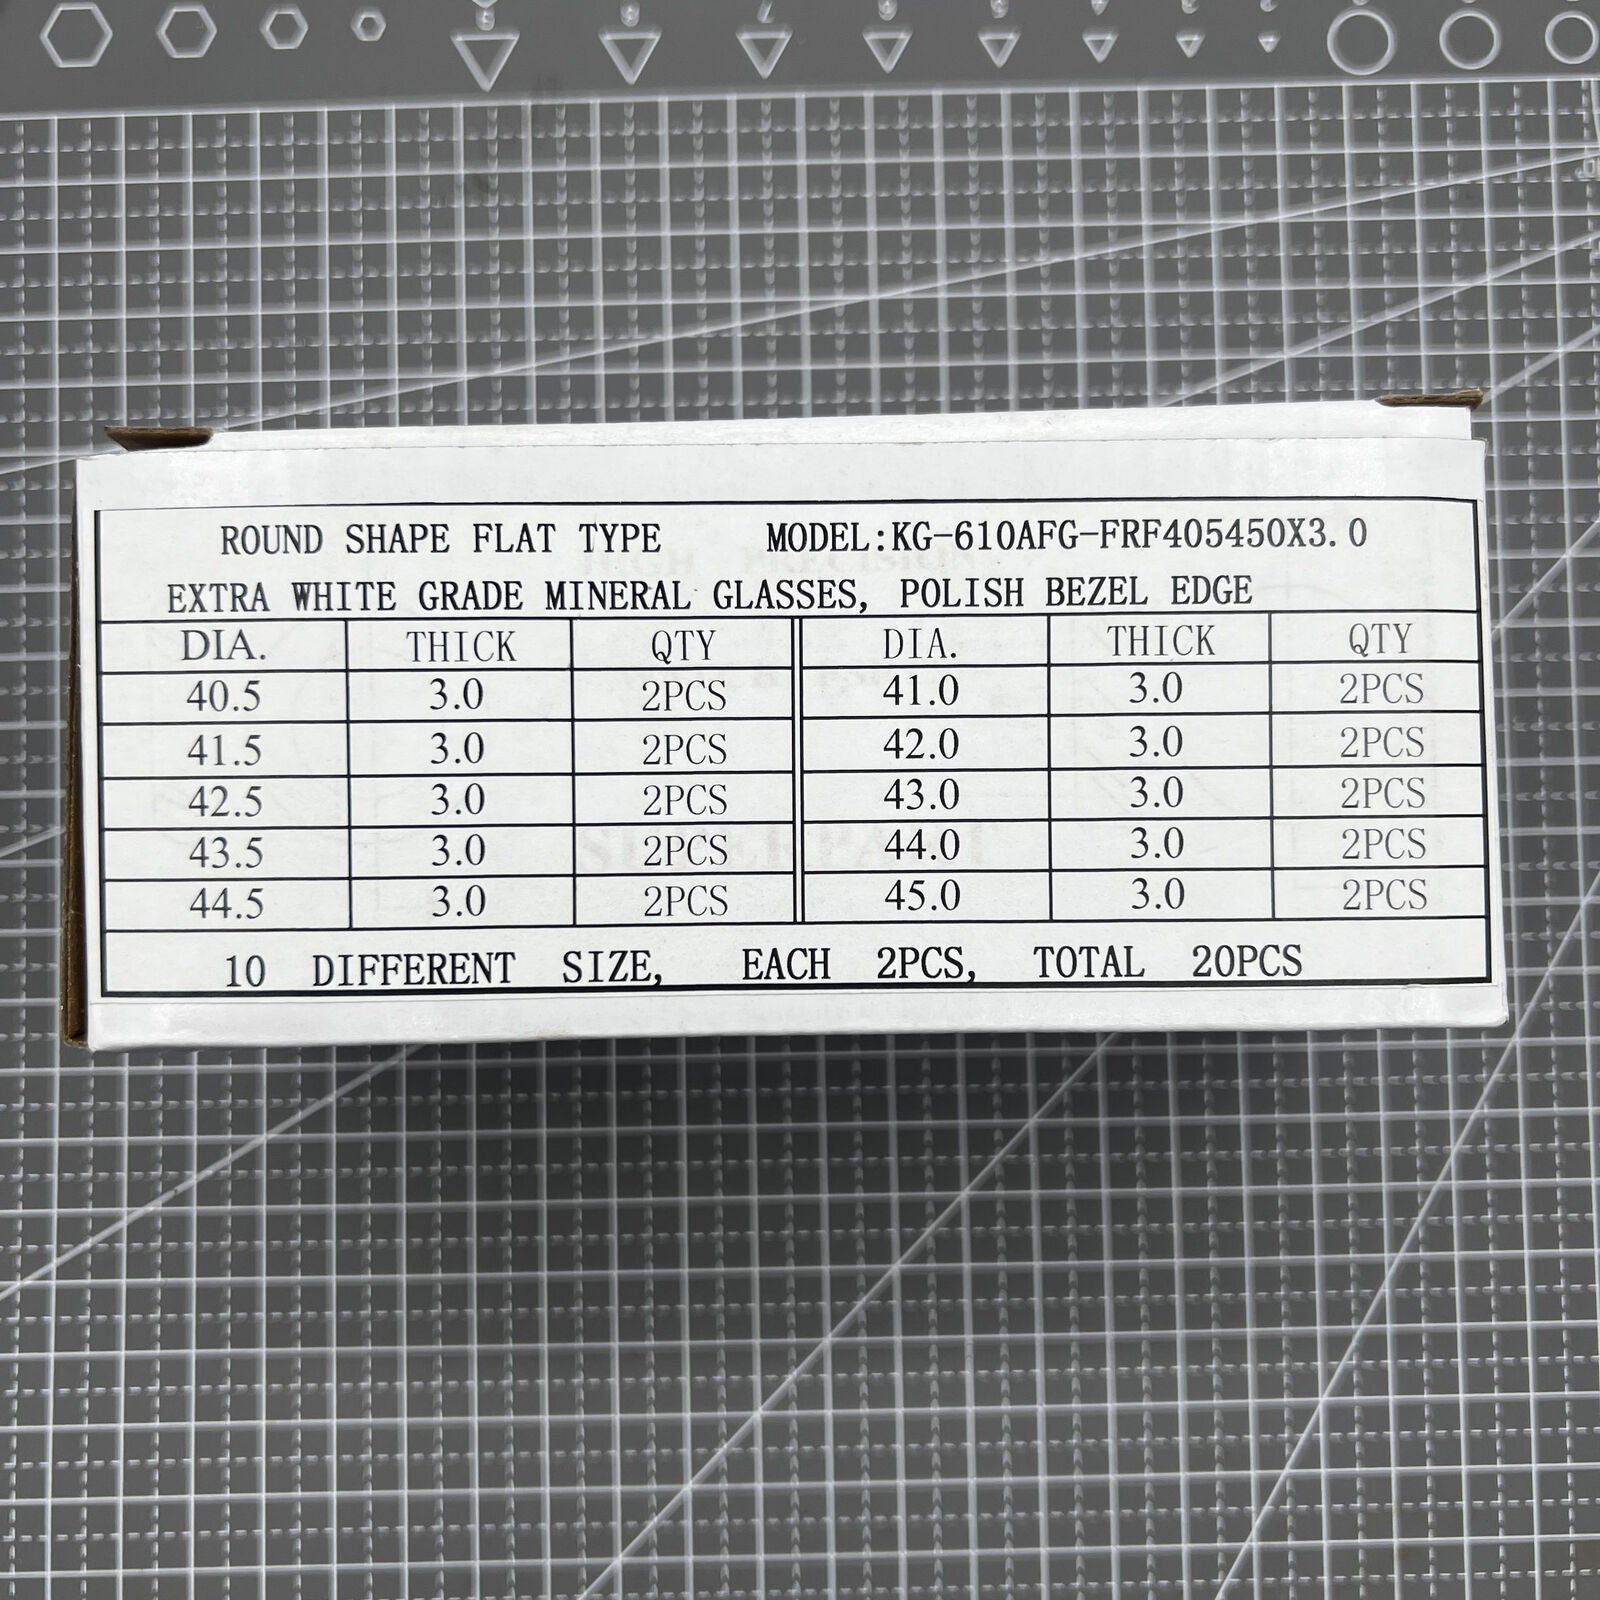 ROUND SHAPE FLAT TYPE MODEL:KG-610AFG-FRF405450X3.0
EXTRA WHITE GRADE MINERAL GLASSES, POLISH BEZEL EDGE
DIA. THICK QTY DIA. THICK QTY
40.5 3.0 2PCS 41.0 3.0 2PCS
41.5 3.0 2PCS 42.0 3.0 2PCS
42.5 3.0 2PCS 43.0 3.0 2PCS
43.5 3.0 2PCS 44.0 3.0 2PCS
44.5 3.0 2PCS 45.0 3.0 2PCS
10 DIFFERENT SIZE, EACH 2PCS, TOTAL 20PCS